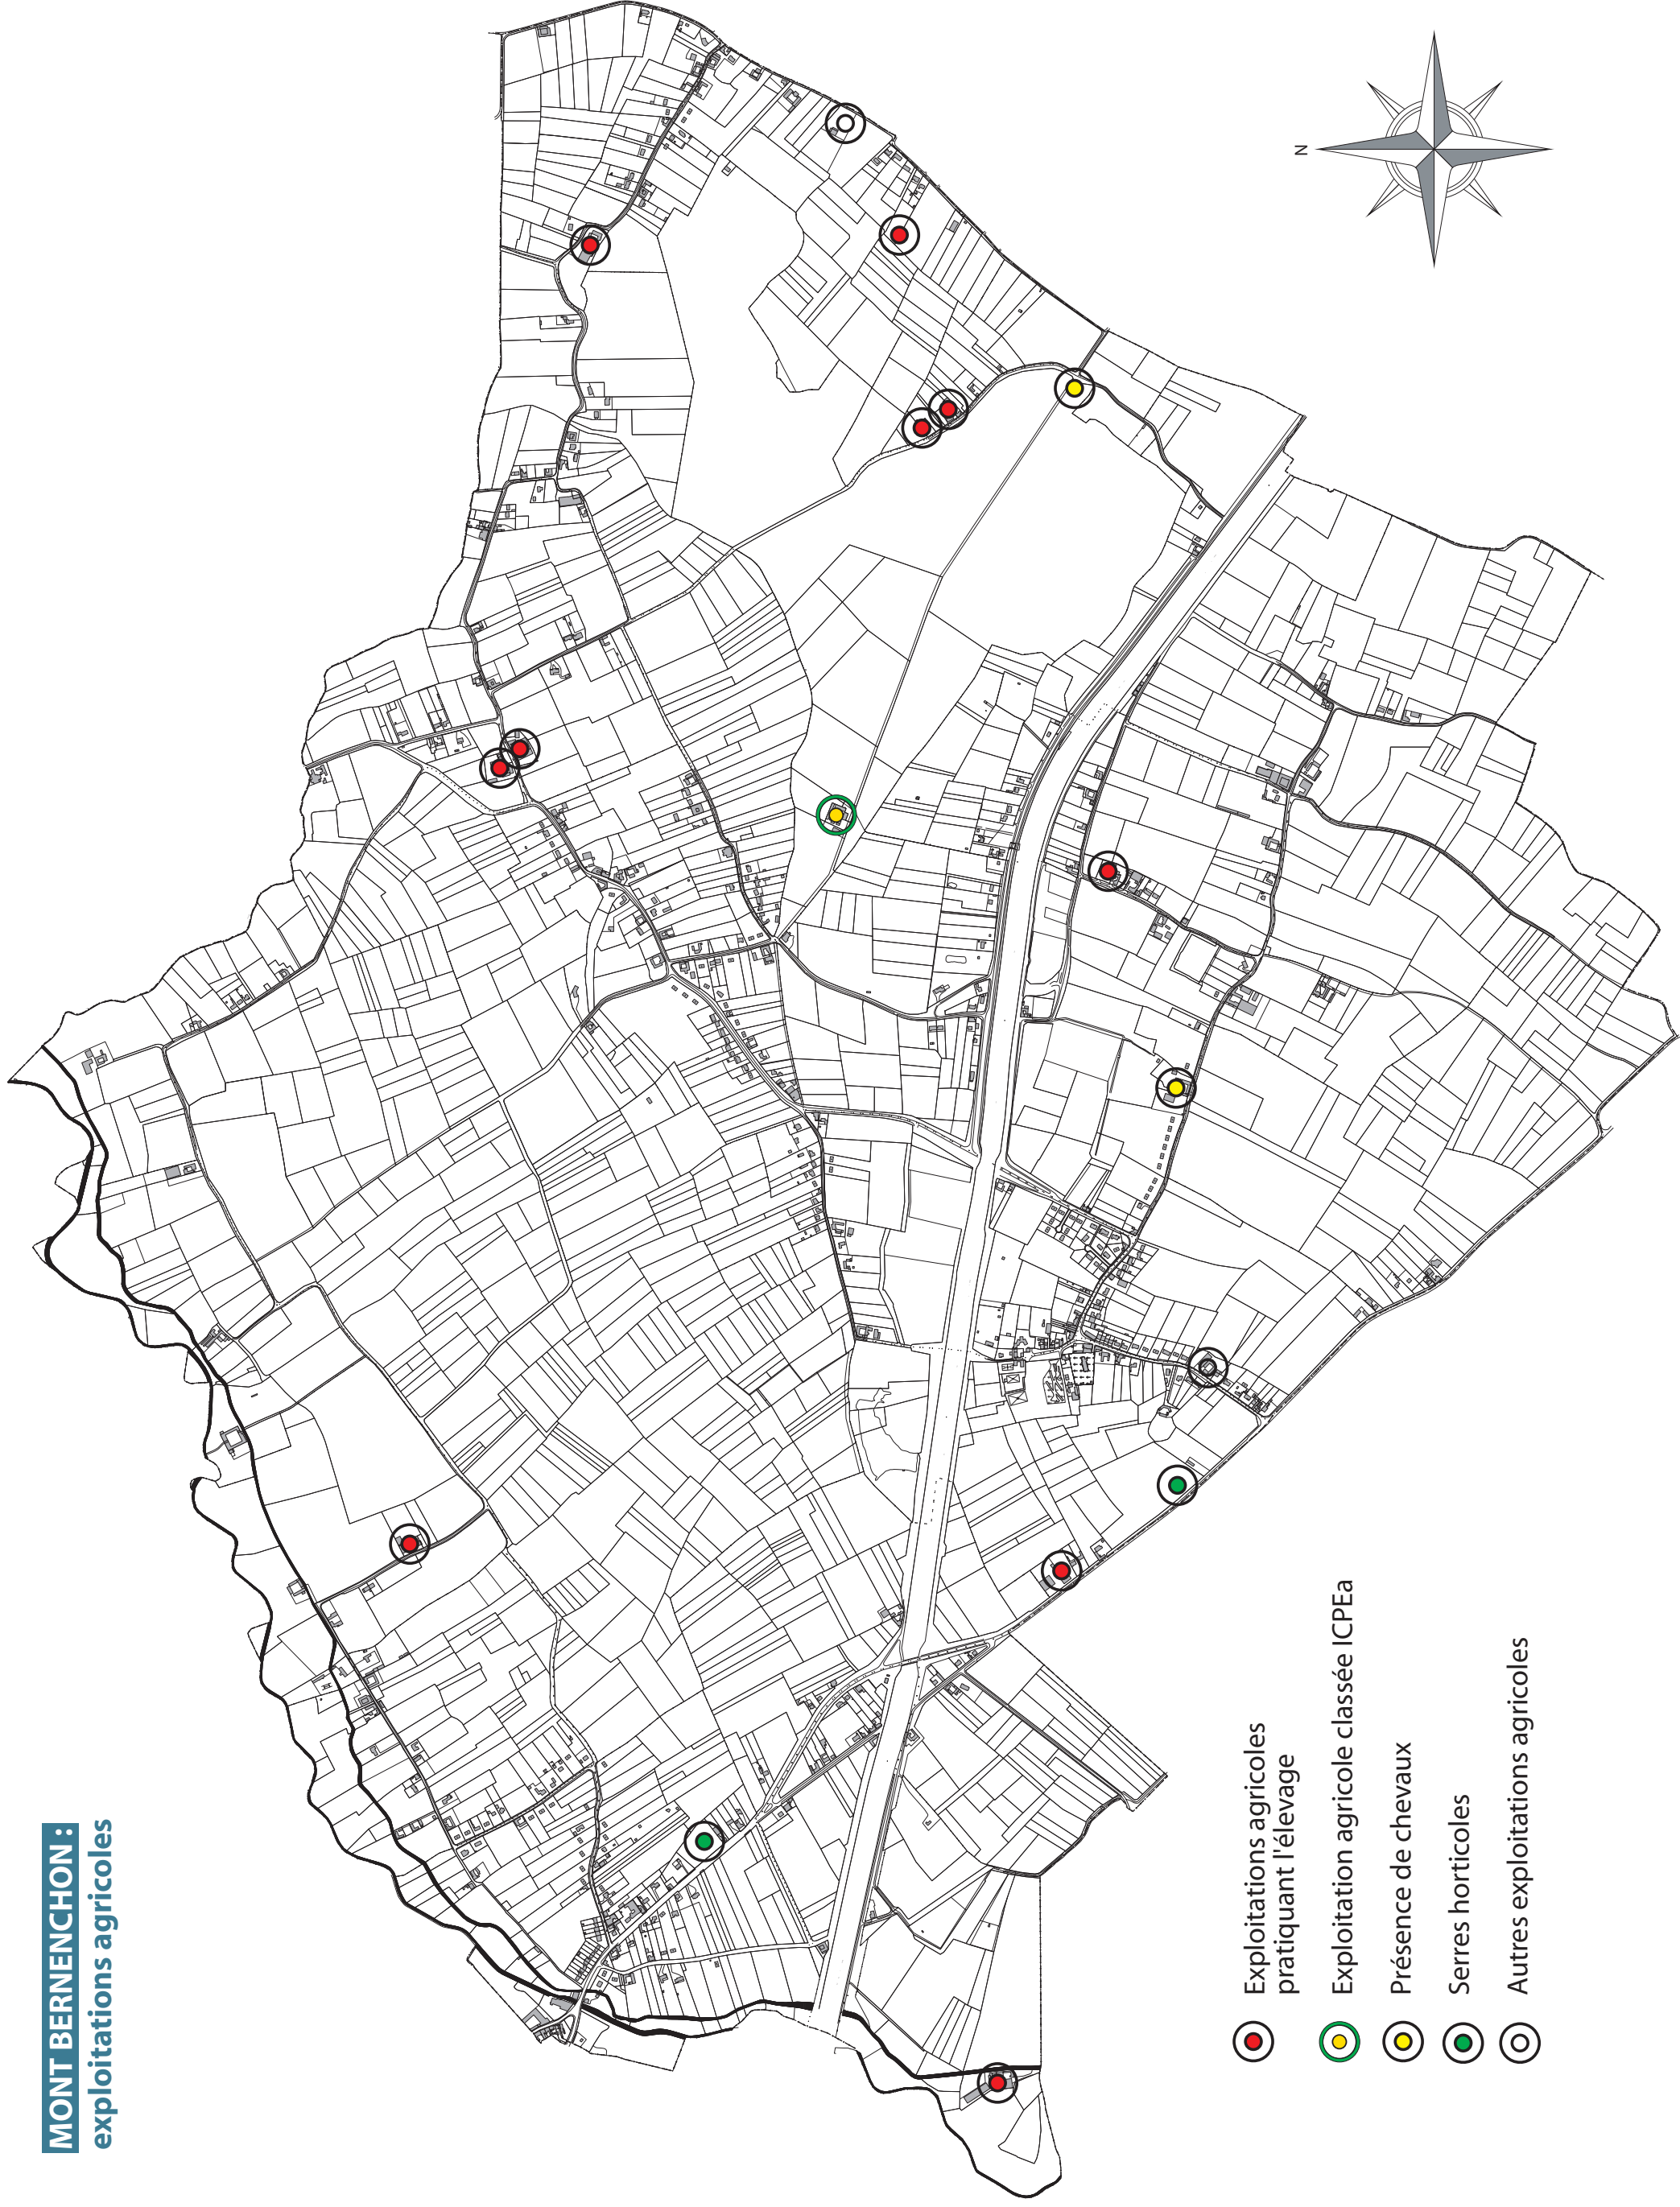 MONT BERNENCHON :
exploitations agricoles
N
Exploitations agricoles
pratiquant l'élevage
Exploitation agricole classée ICPEa
Présence de chevaux
Serres horticoles
Autres exploitations agricoles